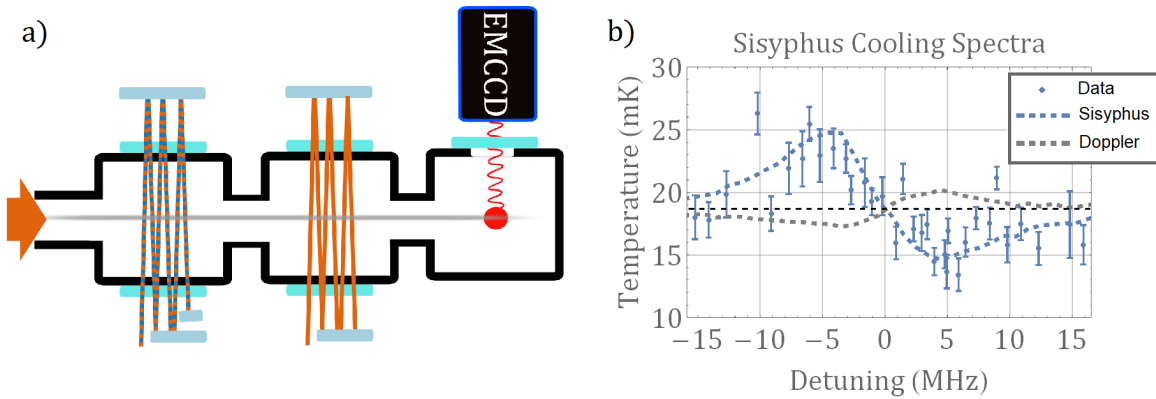 a)
EMCCD
b)
Sisyphus Cooling Spectra
Temperature (mK)
30
25
20
15
10
Data
Sisyphus
Doppler
−15 −10 −5 0 5 10 15
Detuning (MHz)